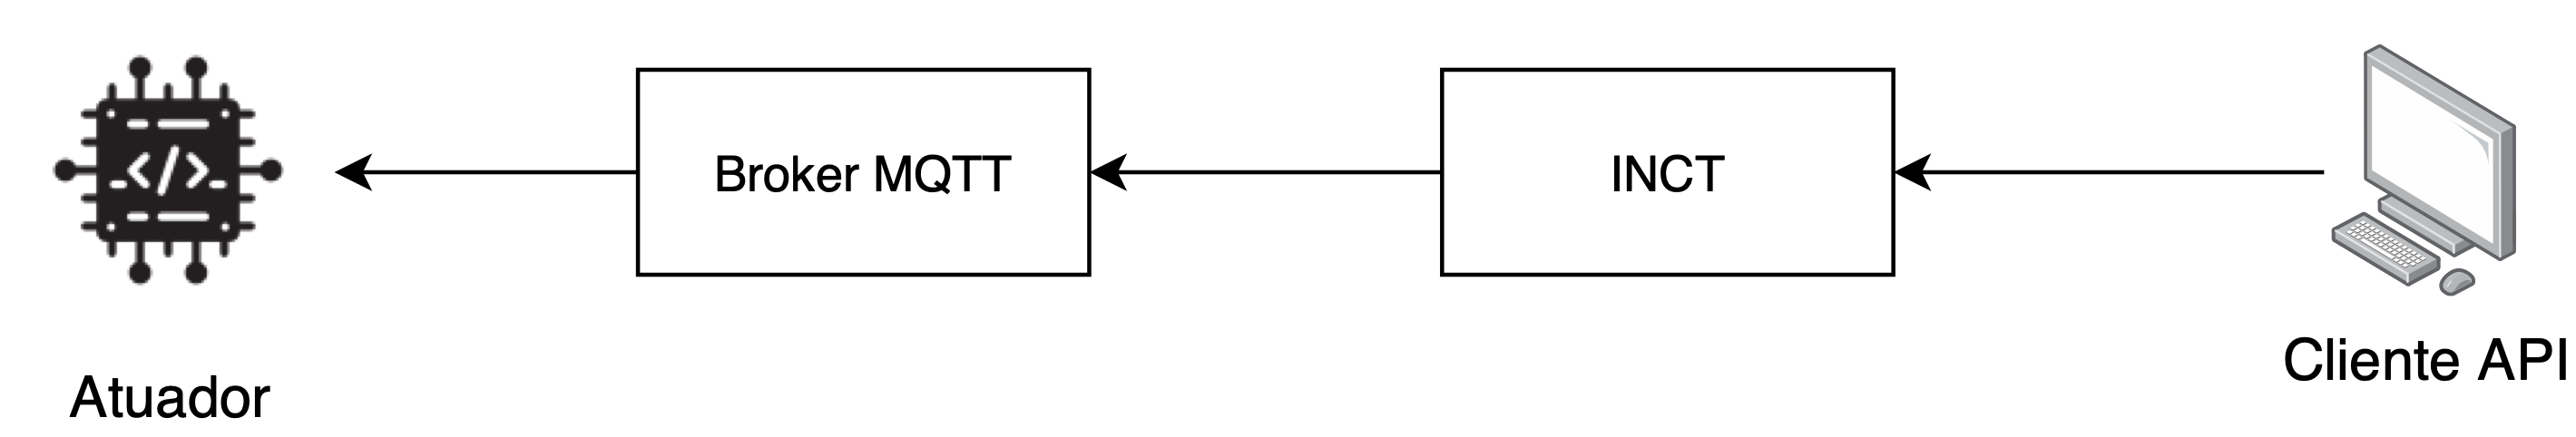 Broker MQTT
INCT
Atuador
Cliente API